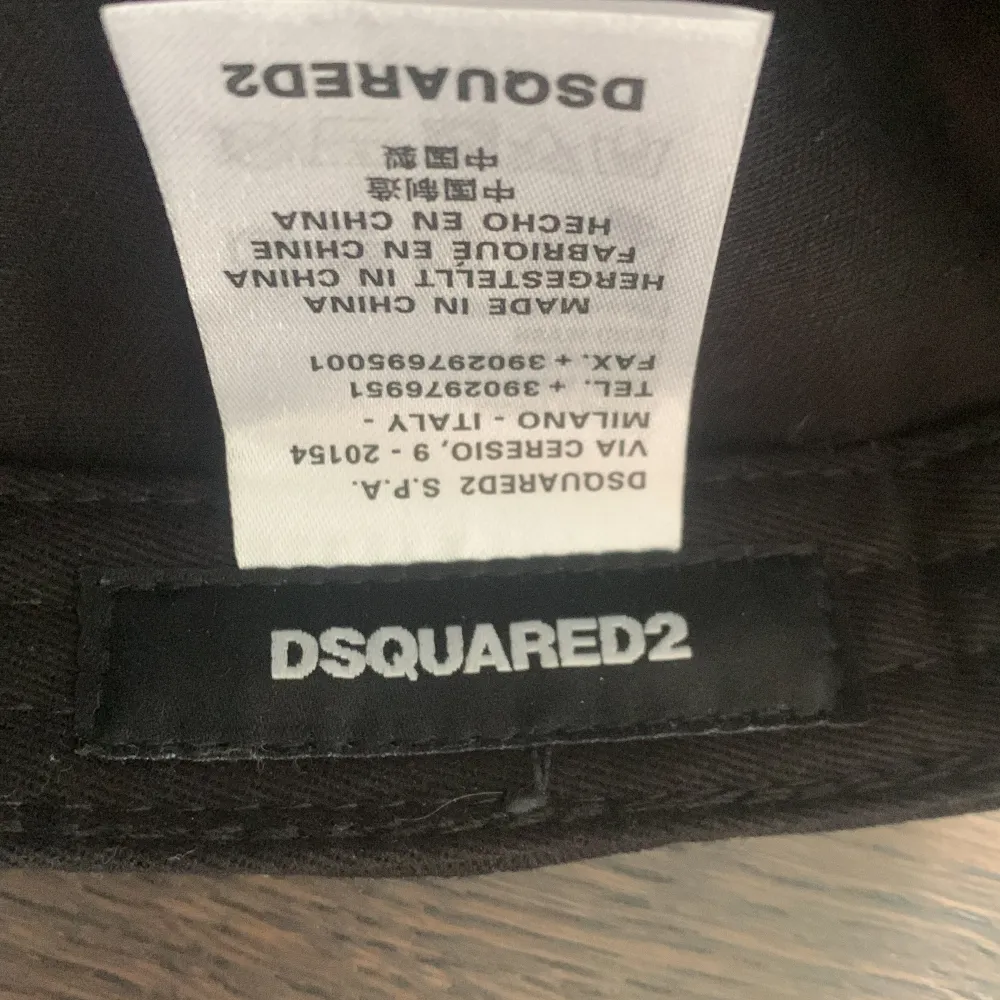 DSQUARED2 S.P.A.
VIA CERESIO, 9 - 20154
MILANO - ITALY -
TEL. + 3902976951
FAX. + 390297695001
MADE IN CHINA
HERGESTELLT IN CHINA
FABRIQUÉ EN CHINE
HECHO EN CHINA
中国制造
中國製
DSQUARED2
DSQUARED2